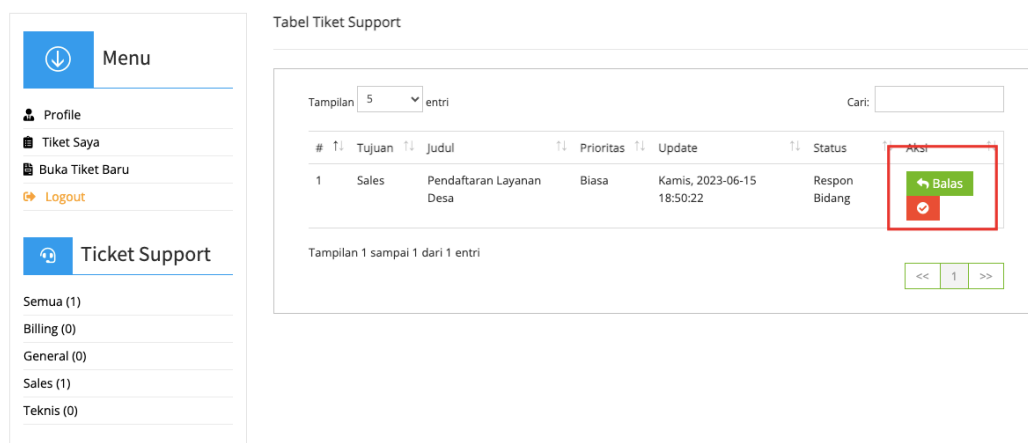 Menu
Profile
Tiket Saya
Buka Tiket Baru
Logout
Ticket Support
Semua (1)
Billing (0)
General (0)
Sales (1)
Teknis (0)
Tabel Tiket Support
Tampilan 5 entri Cari:
# Tujuan Judul Prioritas Update Status Aksi
1 Sales Pendaftaran Layanan Biasa Kamis, 2023-06-15 Respon Balas
Desa 18:50:22 Bidang
Tampilan 1 sampai 1 dari 1 entri
<< 1 >>